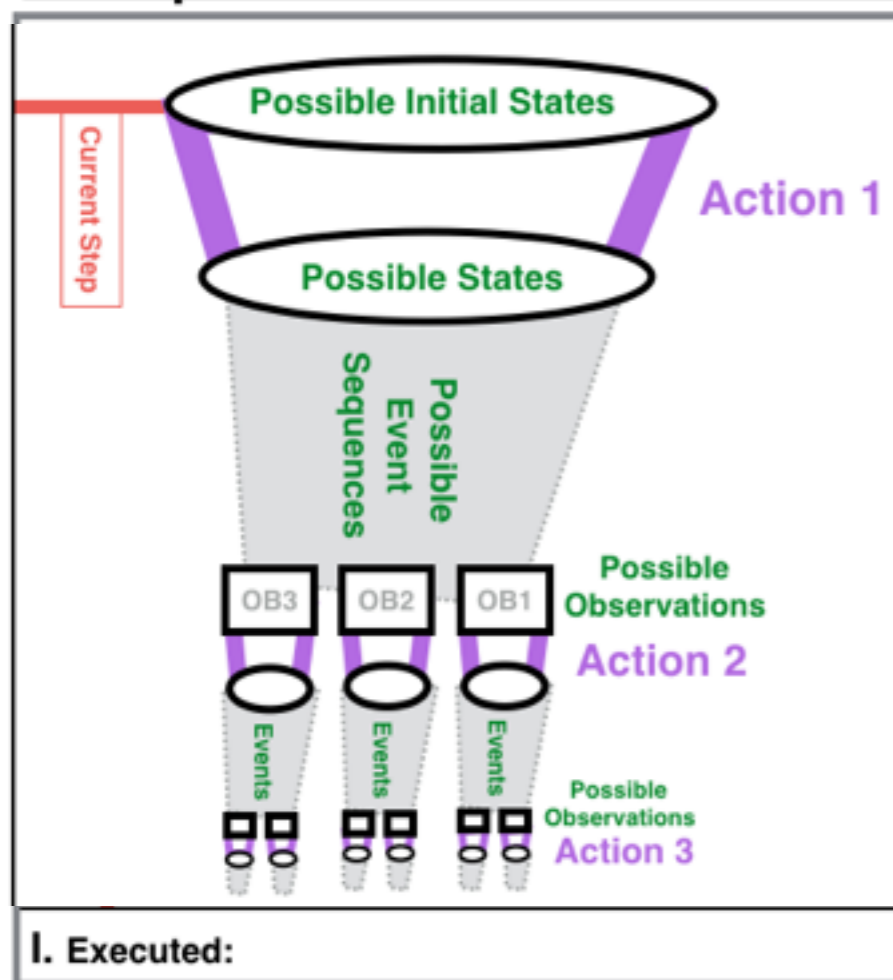 Possible Initial States
Current Step
Action 1
Possible States
Possible
Event
Sequences
OB3
OB2
OB1
Possible
Observations
Action 2
Events
Events
Events
Possible
Observations
Action 3
I. Executed: